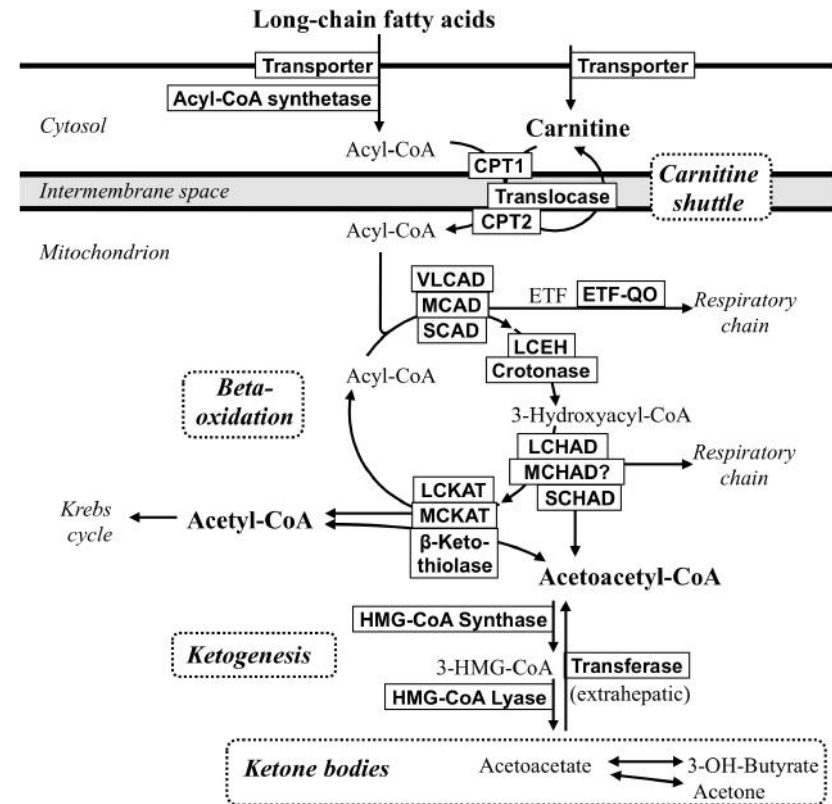 Long-chain fatty acids
Transporter
Transporter
Acyl-CoA synthetase
Cytosol
Carnitine
Acyl-CoA
CPT1
Carnitine
shuttle
Intermembrane space
Translocase
CPT2
Acyl-CoA
Mitochondrion
VLCAD
MCAD
SCAD
ETF
ETF-QO
Respiratory
chain
LCEH
Crotonase
Acyl-CoA
Beta-
oxidation
3-Hydroxyacyl-CoA
LCHAD
MCHAD?
SCHAD
Respiratory
chain
LCKAT
MCKAT
β-Keto-
thiolase
Krebs
cycle
Acetyl-CoA
Acetoacetyl-CoA
HMG-CoA Synthase
Ketogenesis
3-HMG-CoA
Transferase
(extrahepatic)
HMG-CoA Lyase
Ketone bodies
Acetoacetate
3-OH-Butyrate
Acetone